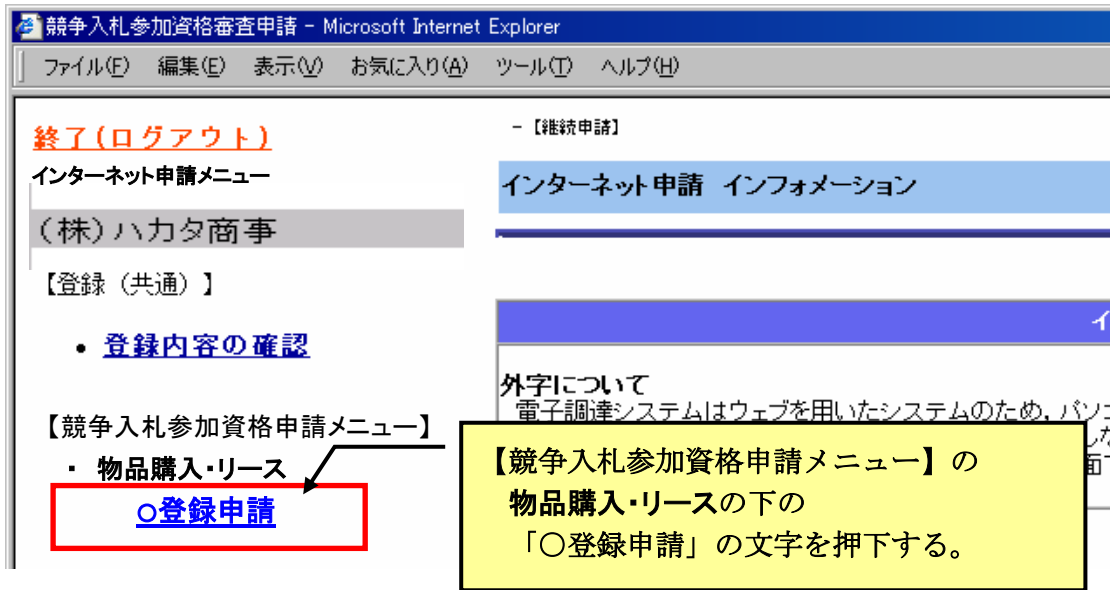 競争入札参加資格審査申請 - Microsoft Internet Explorer
ファイル(F) 編集(E) 表示(V) お気に入り(A) ツール(T) ヘルプ(H)
終了(ログアウト)
インターネット申請メニュー
(株)ハカタ商事
【登録（共通）】
• 登録内容の確認
【競争入札参加資格申請メニュー】
・ 物品購入・リース
○登録申請
-【継続申請】
インターネット申請 インフォメーション
イ
外字について
電子調達システムはウェブを用いたシステムのため，パソコ
【競争入札参加資格申請メニュー】の
物品購入・リースの下の
「○登録申請」の文字を押下する。